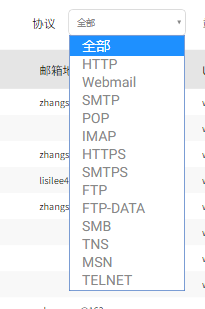 协议 全部
全部
HTTP
邮箱地
Webmail
zhangs SMTP
POP
IMAP
zhangs HTTPS
lisilee4 SMTPS
FTP
zhangs FTP-DATA
SMB
TNS
MSN
TELNET